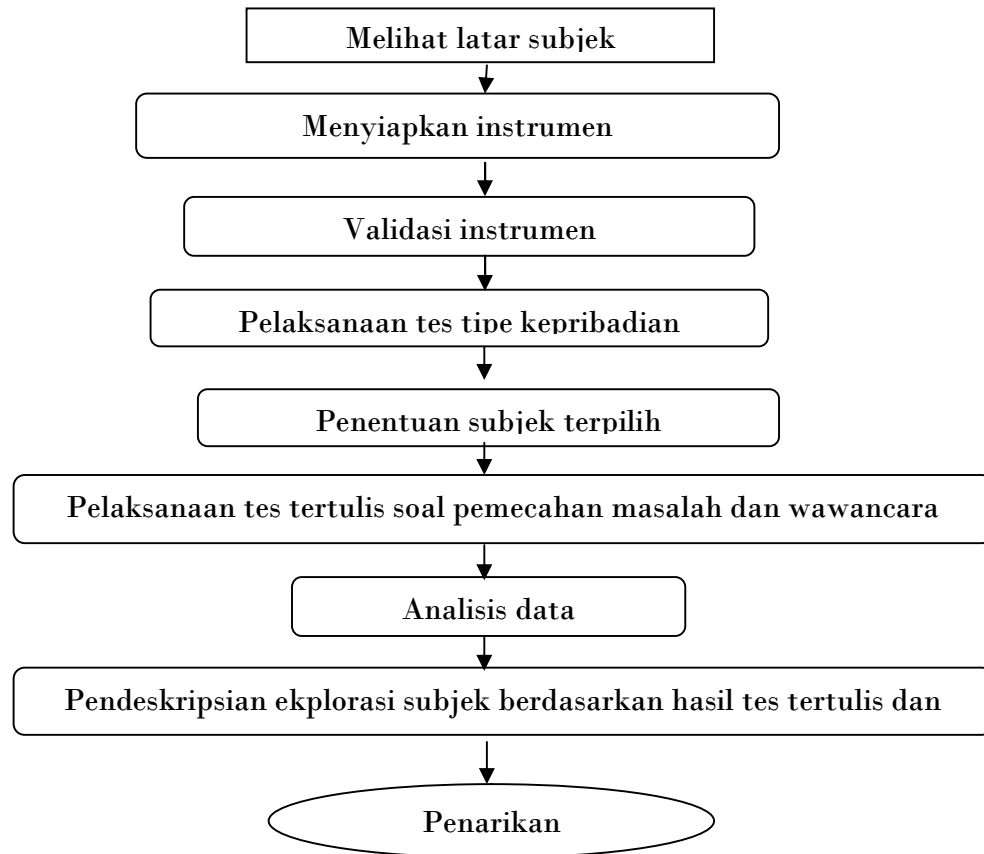 Melihat latar subjek
Menyiapkan instrumen
Validasi instrumen
Pelaksanaan tes tipe kepribadian
Penentuan subjek terpilih
Pelaksanaan tes tertulis soal pemecahan masalah dan wawancara
Analisis data
Pendeskripsian ekplorasi subjek berdasarkan hasil tes tertulis dan
Penarikan